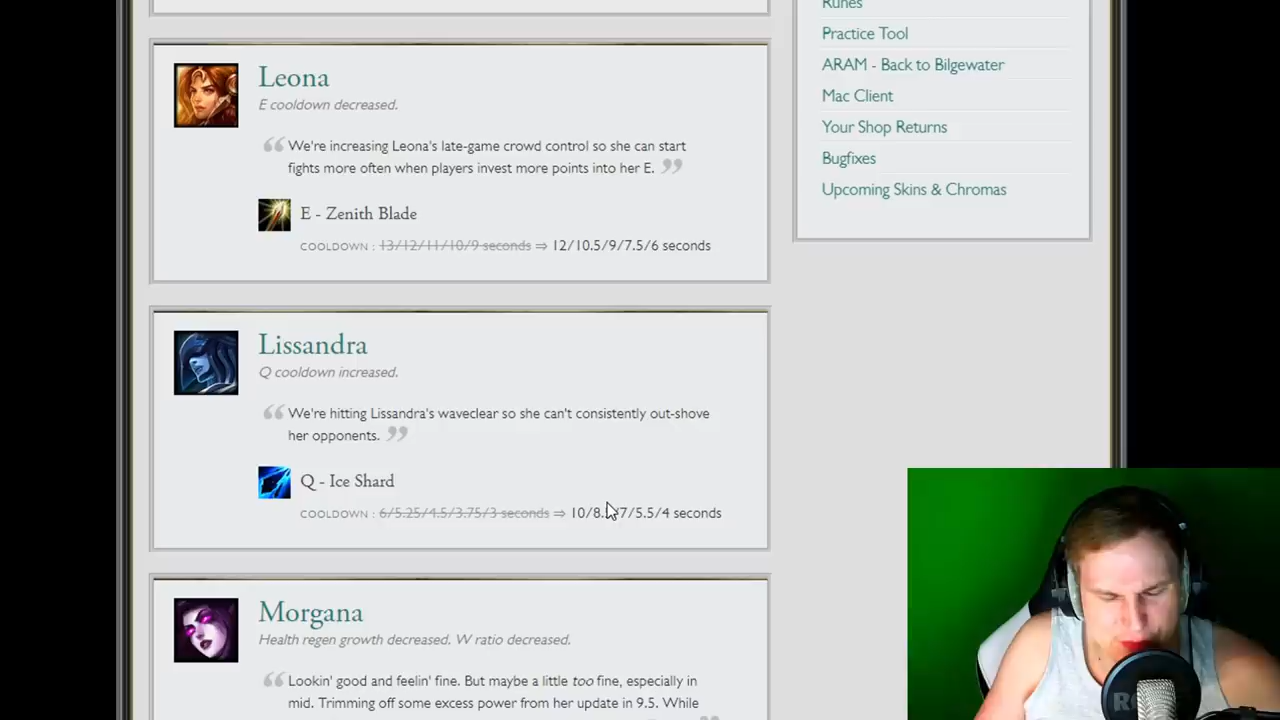 Runes
Practice Tool
ARAM - Back to Bilgewater
Mac Client
Your Shop Returns
Bugfixes
Upcoming Skins & Chromas
Leona
E cooldown decreased.
“ We're increasing Leona's late-game crowd control so she can start
fights more often when players invest more points into her E. ”
E - Zenith Blade
COOLDOWN : 13/12/11/10/9 seconds ⇒ 12/10.5/9/7.5/6 seconds
Lissandra
Q cooldown increased.
“ We're hitting Lissandra's waveclear so she can't consistently out-shove
her opponents. ”
Q - Ice Shard
COOLDOWN : 6/5.25/4.5/3.75/3 seconds ⇒ 10/8. /7/5.5/4 seconds
Morgana
Health regen growth decreased. W ratio decreased.
“ Lookin' good and feelin' fine. But maybe a little too fine, especially in
mid. Trimming off some excess power from her update in 9.5. While